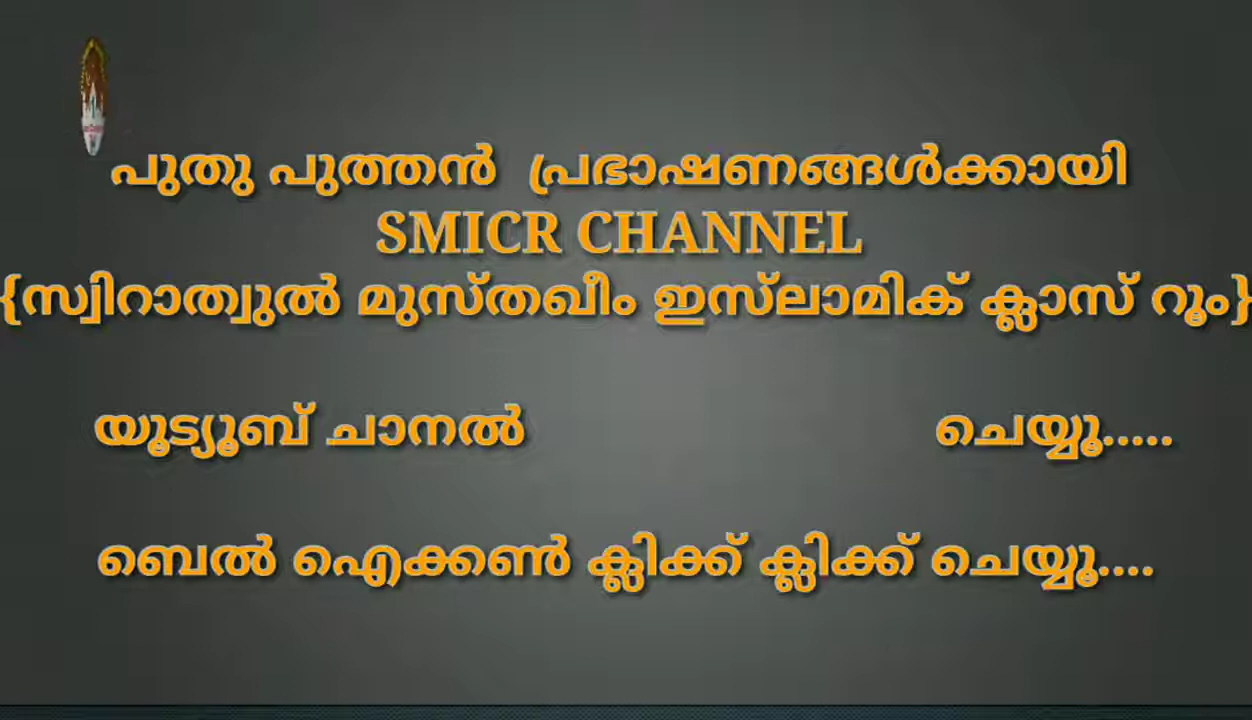 പുതു പുത്തൻ പ്രഭാഷണങ്ങൾക്കായി
SMICR CHANNEL
{സ്വിറാത്വുൽ മുസ്തഖീം ഇസ്‌ലാമിക് ക്ലാസ് റൂം}
യൂട്യൂബ് ചാനൽ ചെയ്യൂ.....
ബെൽ ഐക്കൺ ക്ലിക്ക് ക്ലിക്ക് ചെയ്യൂ....